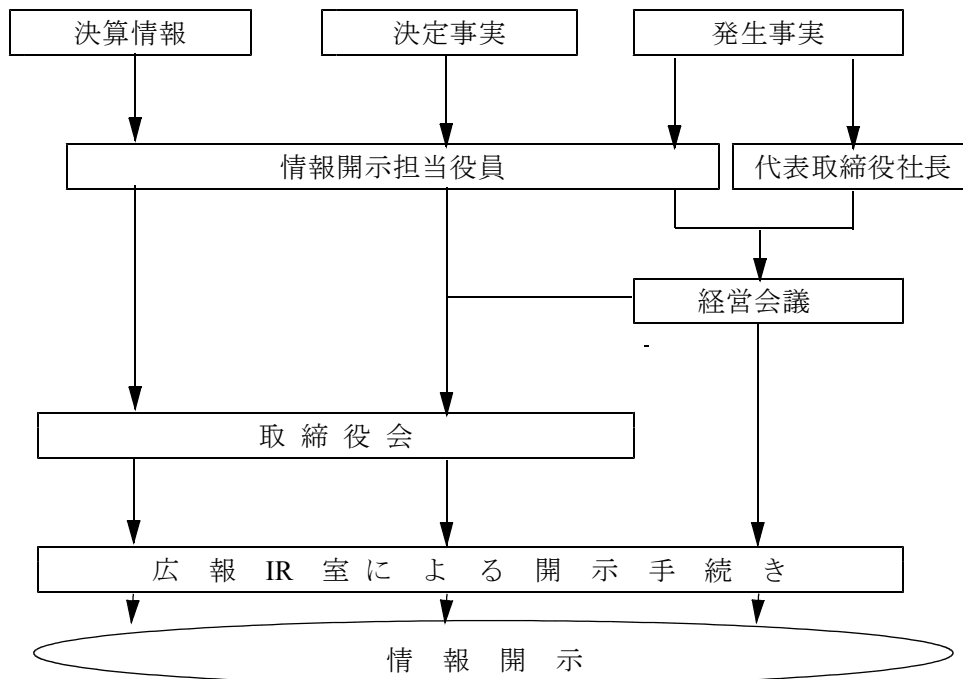 決算情報
決定事実
発生事実
情報開示担当役員
代表取締役社長
経営会議
取締役会
広報IR室による開示手続き
情報開示